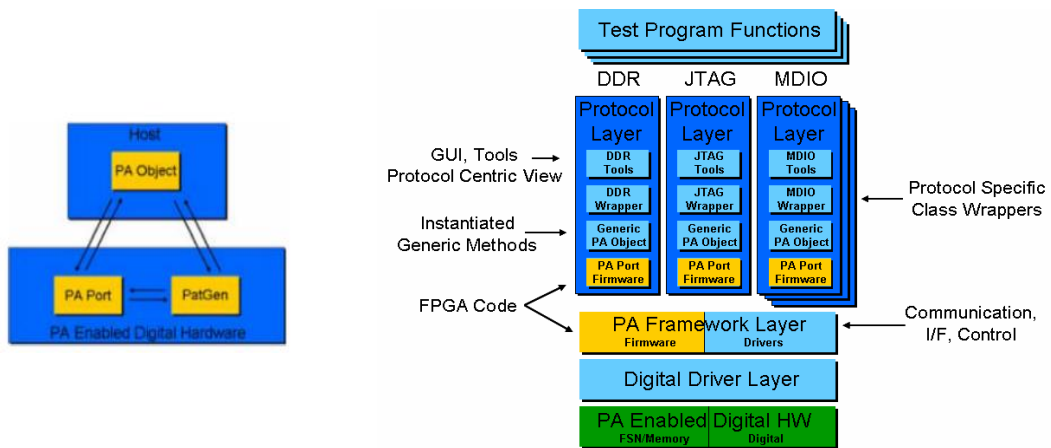 Host
PA Object
PA Port
PatGen
PA Enabled Digital Hardware
Test Program Functions
DDR
JTAG
MDIO
Protocol
Layer
DDR
Tools
DDR
Wrapper
Generic
PA Object
PA Port
Firmware
Protocol
Layer
JTAG
Tools
JTAG
Wrapper
Generic
PA Object
PA Port
Firmware
Protocol
Layer
MDIO
Tools
MDIO
Wrapper
Generic
PA Object
PA Port
Firmware
GUI, Tools
Protocol Centric View
Instantiated
Generic Methods
FPGA Code
Protocol Specific
Class Wrappers
Communication,
I/F, Control
PA Framework Layer
Firmware
Drivers
Digital Driver Layer
PA Enabled Digital HW
FSN/Memory
Digital